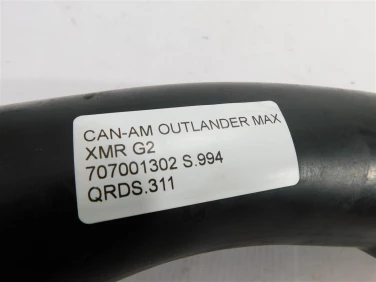 CAN-AM OUTLANDER MAX
XMR G2
707001302 S.994
QRDS.311